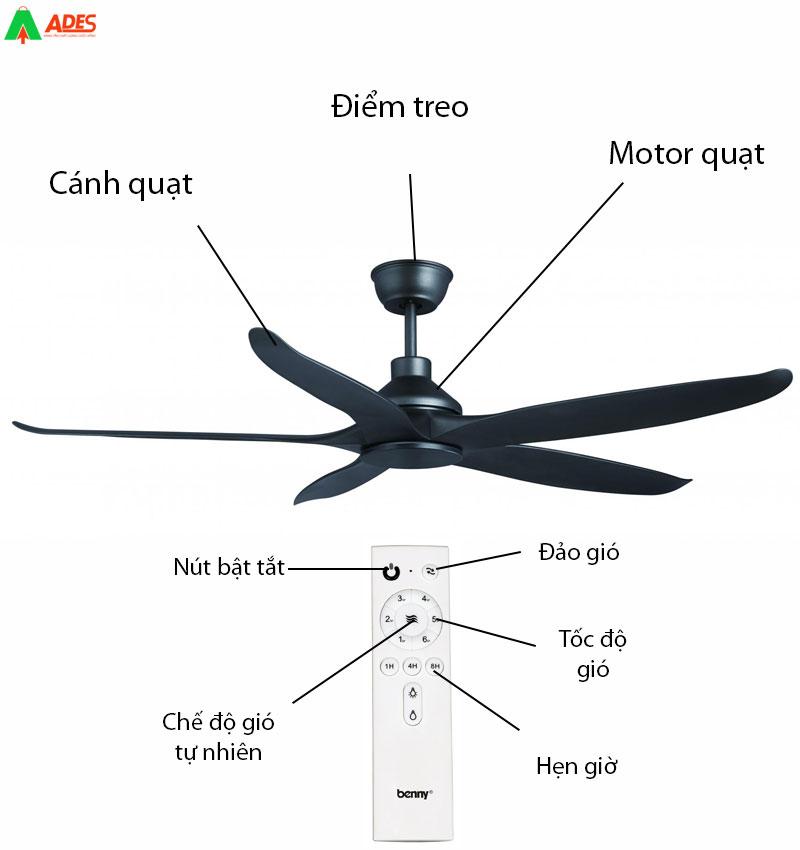 ADES
Điểm treo
Motor quạt
Cánh quạt
Nút bật tắt
Đảo gió
3 4
2 5
1 6
Tốc độ
gió
1H 4H 8H
Chế độ gió
tự nhiên
Hẹn giờ
benny®